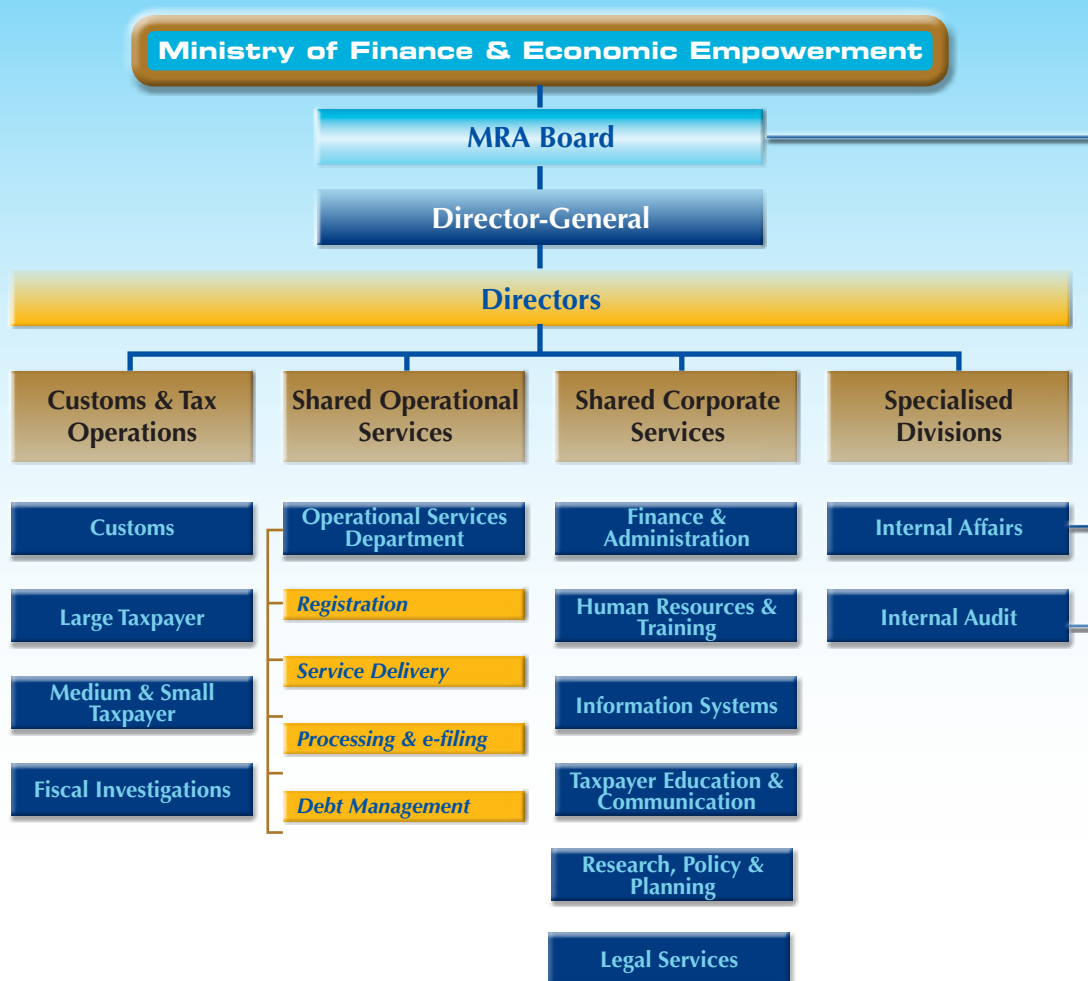 Ministry of Finance & Economic Empowerment
MRA Board
Director-General
Directors
Customs & Tax
Operations
Shared Operational
Services
Shared Corporate
Services
Specialised
Divisions
Customs
Large Taxpayer
Medium & Small
Taxpayer
Fiscal Investigations
Operational Services
Department
Registration
Service Delivery
Processing & e-filing
Debt Management
Finance &
Administration
Human Resources &
Training
Information Systems
Taxpayer Education &
Communication
Research, Policy &
Planning
Legal Services
Internal Affairs
Internal Audit